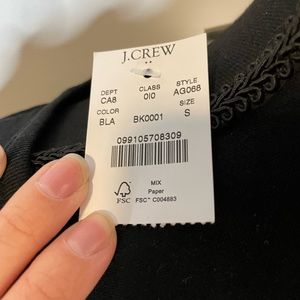 J.CREW
DEPT CLASS STYLE
CA8 010 AG068
COLOR SIZE
BLA BK0001 S
099105708309
MIX
Paper
FSC™ C004883
FSC